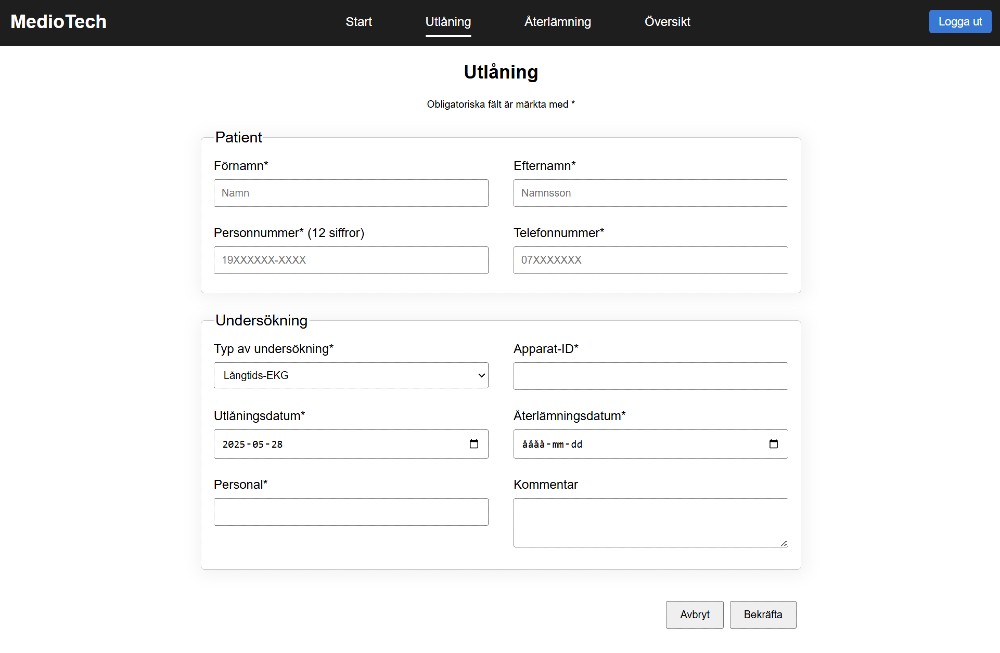 MedioTech Start Utlåning Återlämning Översikt Logga ut
Utlåning
Obligatoriska fält är märkta med *
Patient
Förnamn* Efternamn*
Namn Namnsson
Personnummer* (12 siffror) Telefonnummer*
19XXXXXX-XXXX 07XXXXXXX
Undersökning
Typ av undersökning* Apparat-ID*
Långtids-EKG
Utlåningsdatum* Återlämningsdatum*
2025-05-28 åååå-mm-dd
Personal* Kommentar
Avbryt Bekräfta